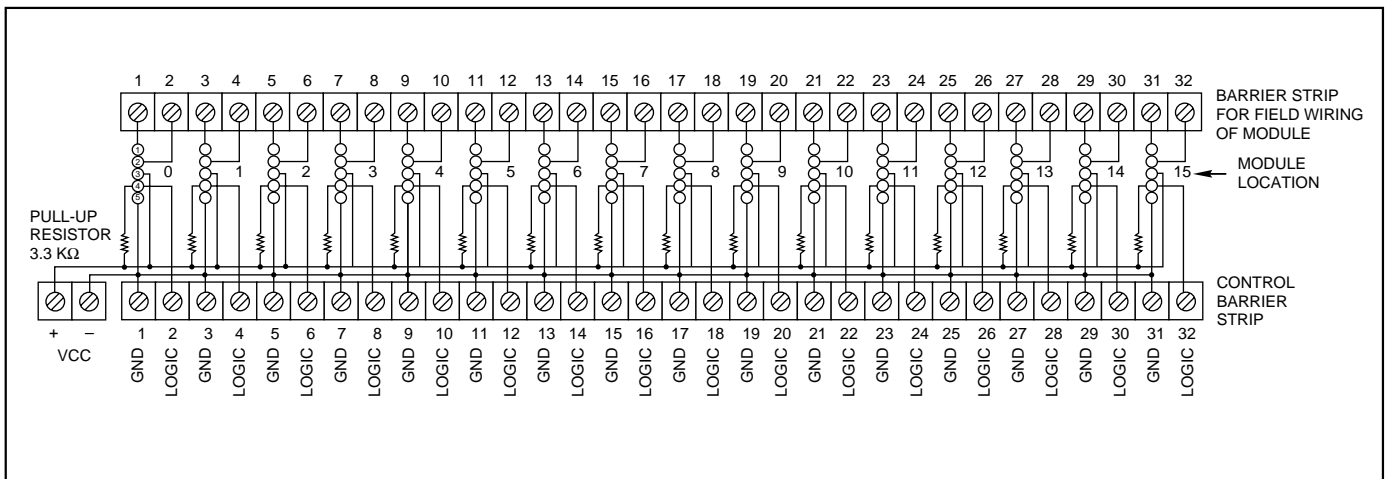 1 2 3 4 5 6 7 8 9 10 11 12 13 14 15 16 17 18 19 20 21 22 23 24 25 26 27 28 29 30 31 32
BARRIER STRIP
FOR FIELD WIRING
OF MODULE
1
2
3
4
5
0 1 2 3 4 5 6 7 8 9 10 11 12 13 14 15
MODULE
LOCATION
PULL-UP
RESISTOR
3.3 KΩ
CONTROL
BARRIER
STRIP
+ –
VCC
1 2 3 4 5 6 7 8 9 10 11 12 13 14 15 16 17 18 19 20 21 22 23 24 25 26 27 28 29 30 31 32
GND LOGIC GND LOGIC GND LOGIC GND LOGIC GND LOGIC GND LOGIC GND LOGIC GND LOGIC GND LOGIC GND LOGIC GND LOGIC GND LOGIC GND LOGIC GND LOGIC GND LOGIC GND LOGIC